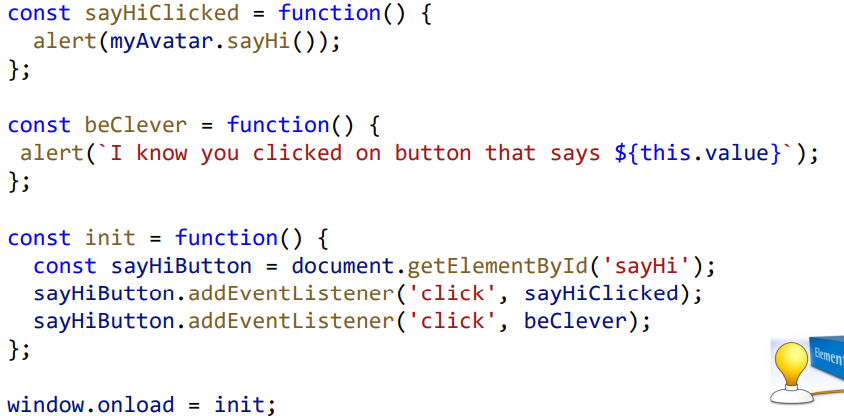 const sayHiClicked = function() {
  alert(myAvatar.sayHi());
};

const beClever = function() {
 alert(`I know you clicked on button that says ${this.value}`);
};

const init = function() {
  const sayHiButton = document.getElementById('sayHi');
  sayHiButton.addEventListener('click', sayHiClicked);
  sayHiButton.addEventListener('click', beClever);
};

window.onload = init;
Element